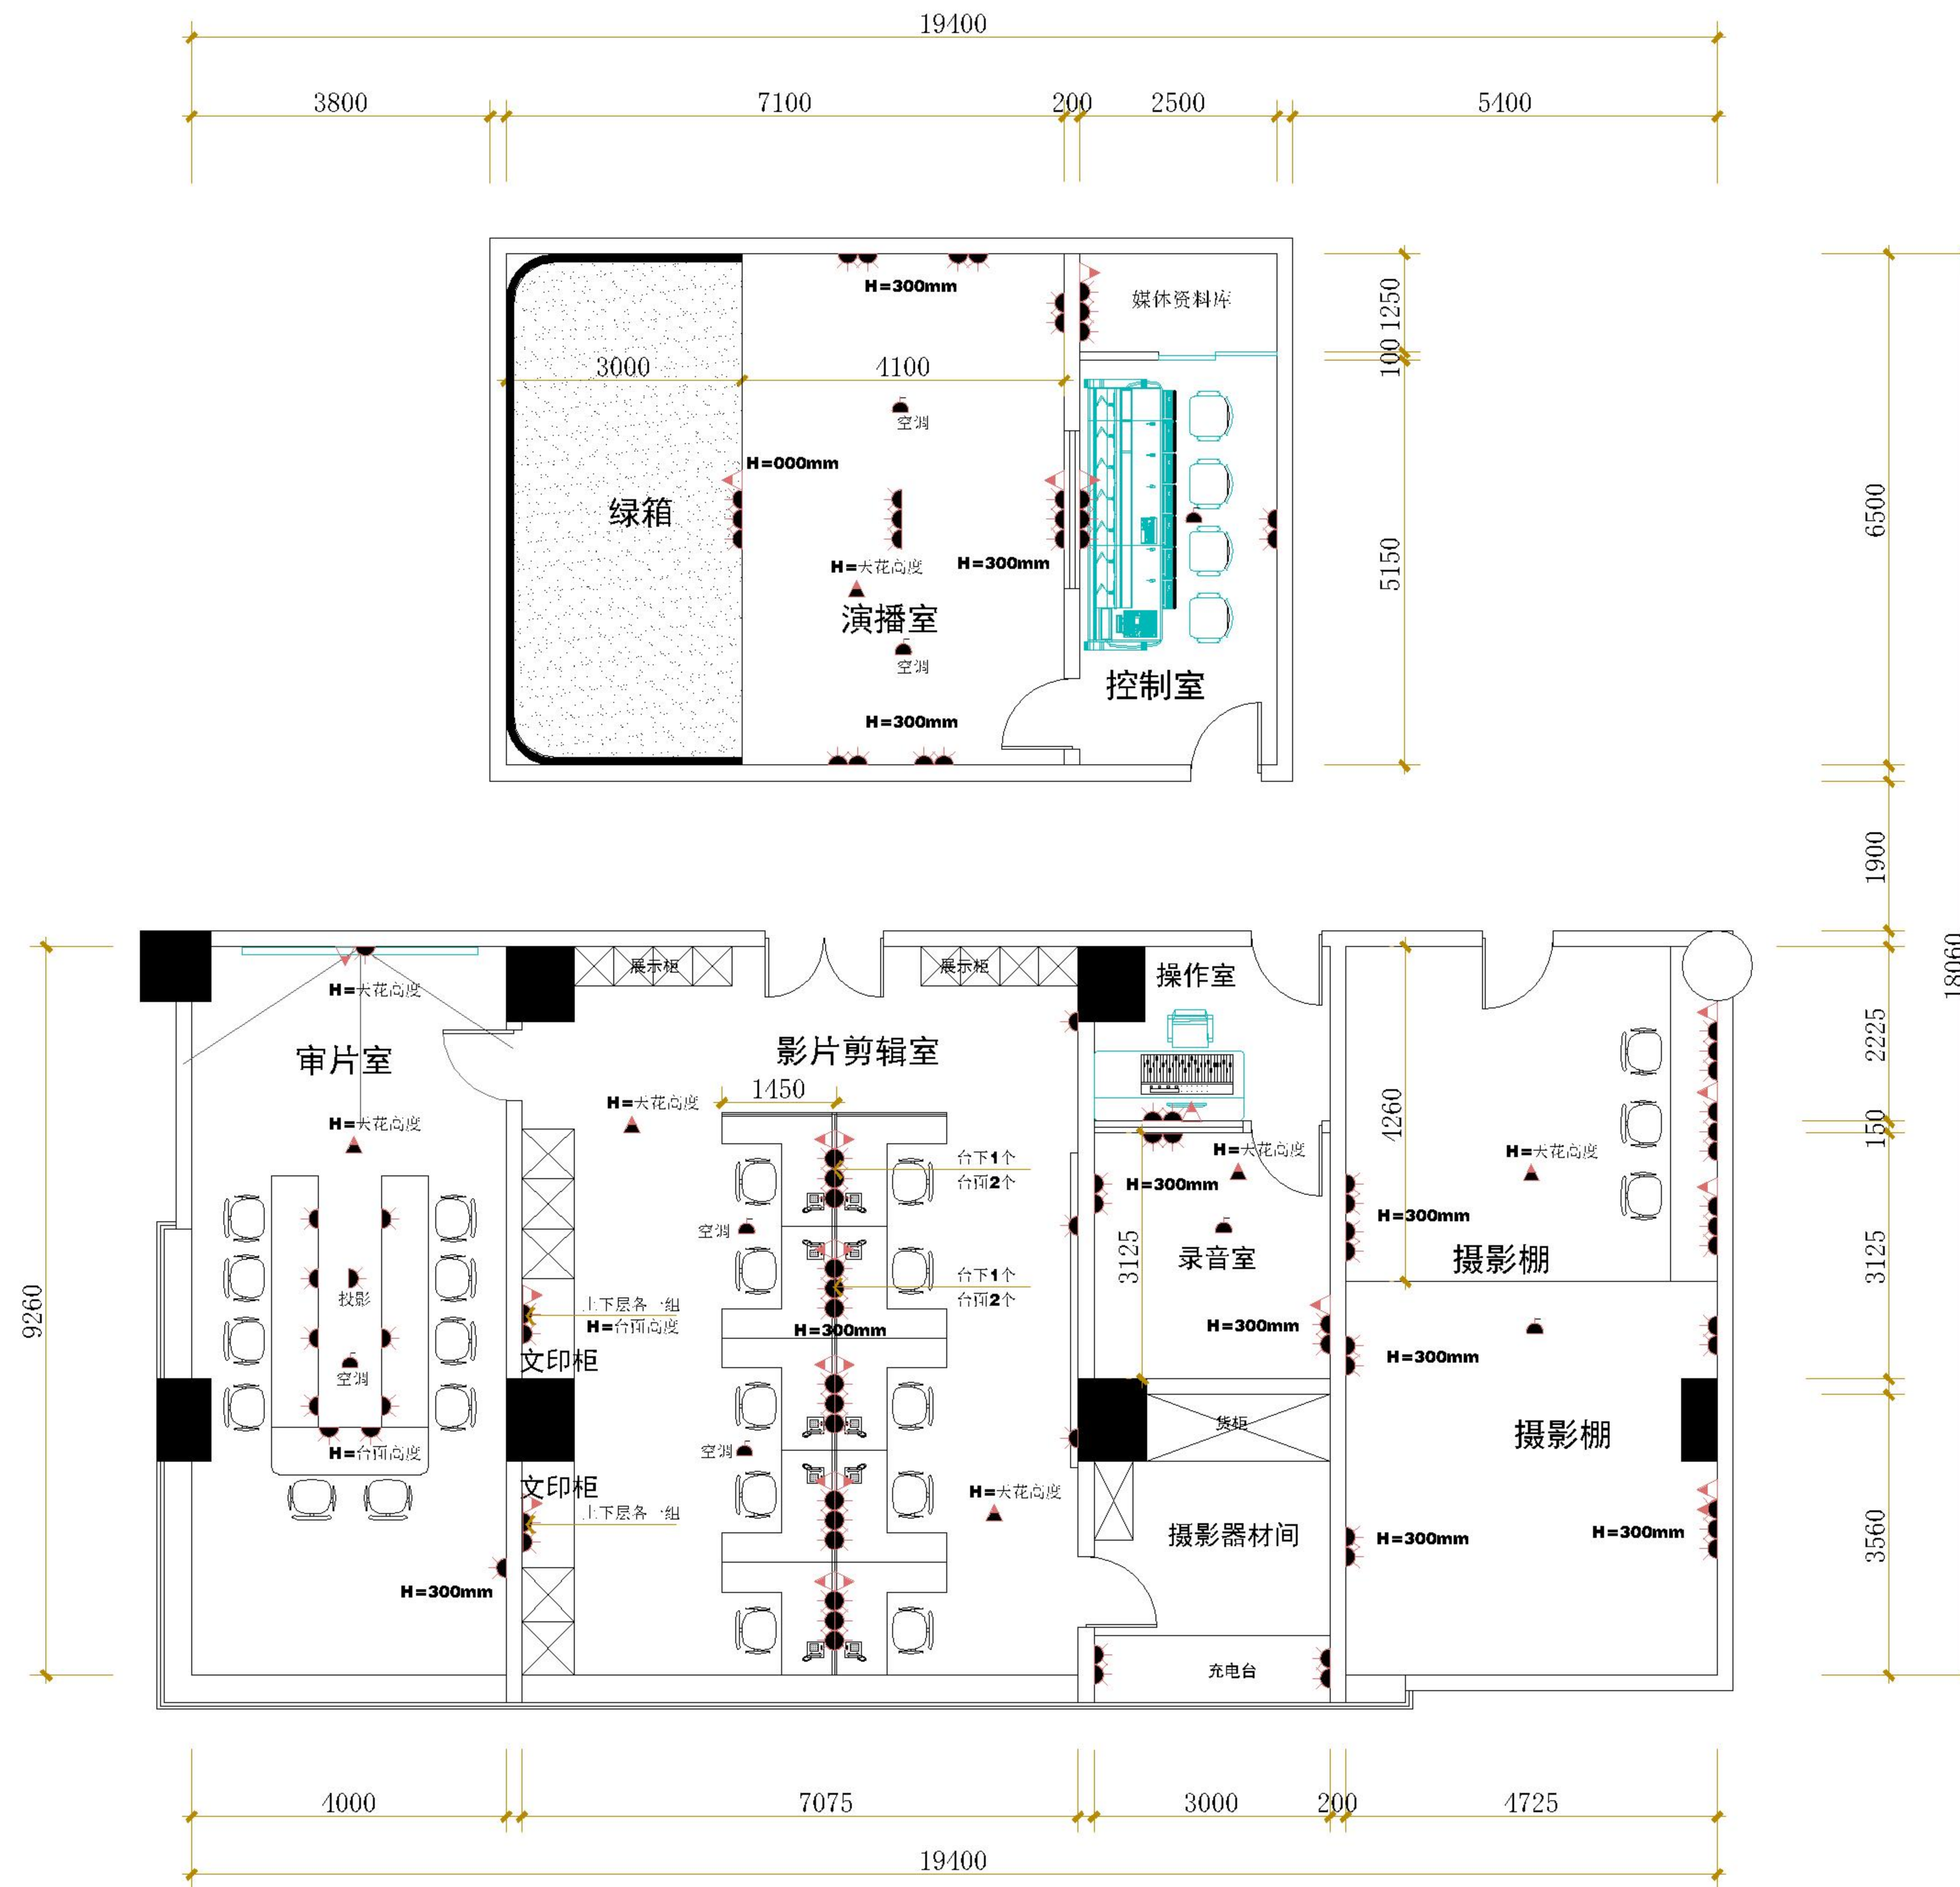 19400
3800
7100
200
2500
5400
H=300mm
媒体资料库
1250
100
3000
4100
空调
H=000mm
绿箱
H=天花高度
H=300mm
演播室
空调
控制室
H=300mm
5150
6500
1900
18060
展示柜
展示柜
操作室
H=天花高度
审片室
影片剪辑室
1450
H=天花高度
H=天花高度
台下1个
台面2个
H=300mm
H=天花高度
H=天花高度
4260
2225
150
空调
3125
录音室
H=300mm
摄影棚
3125
9260
投影
台下1个
台面2个
上下层各一组
H=台面高度
H=300mm
H=300mm
文印柜
H=300mm
空调
货柜
摄影棚
H=台面高度
空调
文印柜
上下层各一组
H=天花高度
摄影器材间
H=300mm
H=300mm
3560
H=300mm
充电台
4000
7075
3000
200
4725
19400